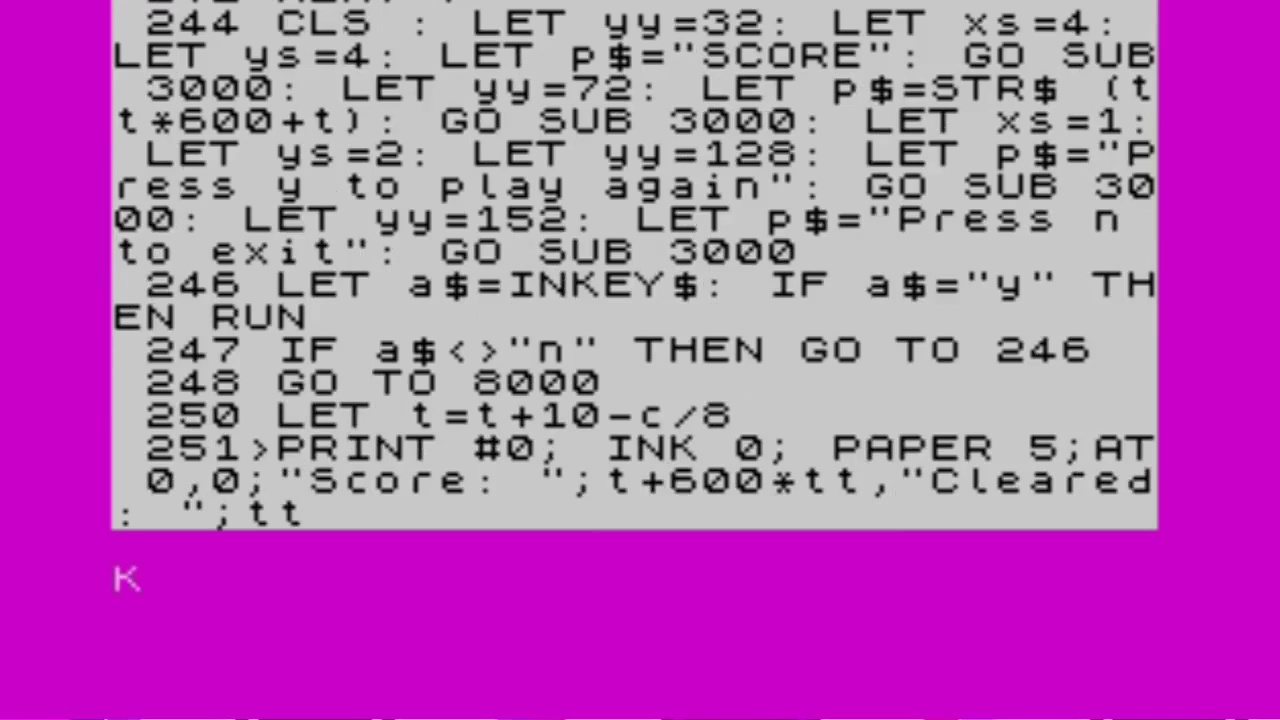 244 CLS : LET yy=32: LET xs=4:
LET ys=4: LET p$="SCORE": GO SUB
3000: LET yy=72: LET p$=STR$ (t
t*600+t): GO SUB 3000: LET xs=1:
LET ys=2: LET yy=128: LET p$="P
ress y to play again": GO SUB 30
00: LET yy=152: LET p$="Press n
to exit": GO SUB 3000
246 LET a$=INKEY$: IF a$="y" TH
EN RUN
247 IF a$<>"n" THEN GO TO 246
248 GO TO 8000
250 LET t=t+10-c/8
251>PRINT #0; INK 0; PAPER 5;AT
0,0;"Score: ";t+600*tt,"Cleared
: ";tt
K